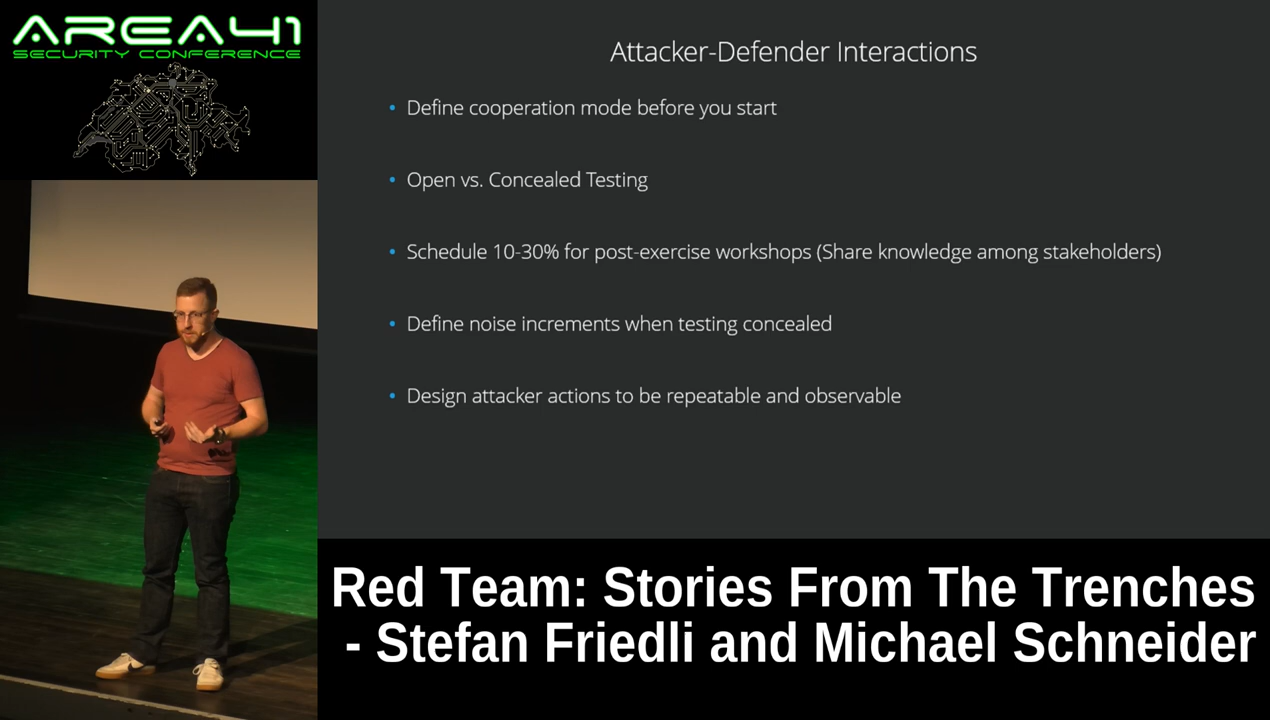 AREA41
SECURITY CONFERENCE
Attacker-Defender Interactions
• Define cooperation mode before you start
• Open vs. Concealed Testing
• Schedule 10-30% for post-exercise workshops (Share knowledge among stakeholders)
• Define noise increments when testing concealed
• Design attacker actions to be repeatable and observable
Red Team: Stories From The Trenches
- Stefan Friedli and Michael Schneider